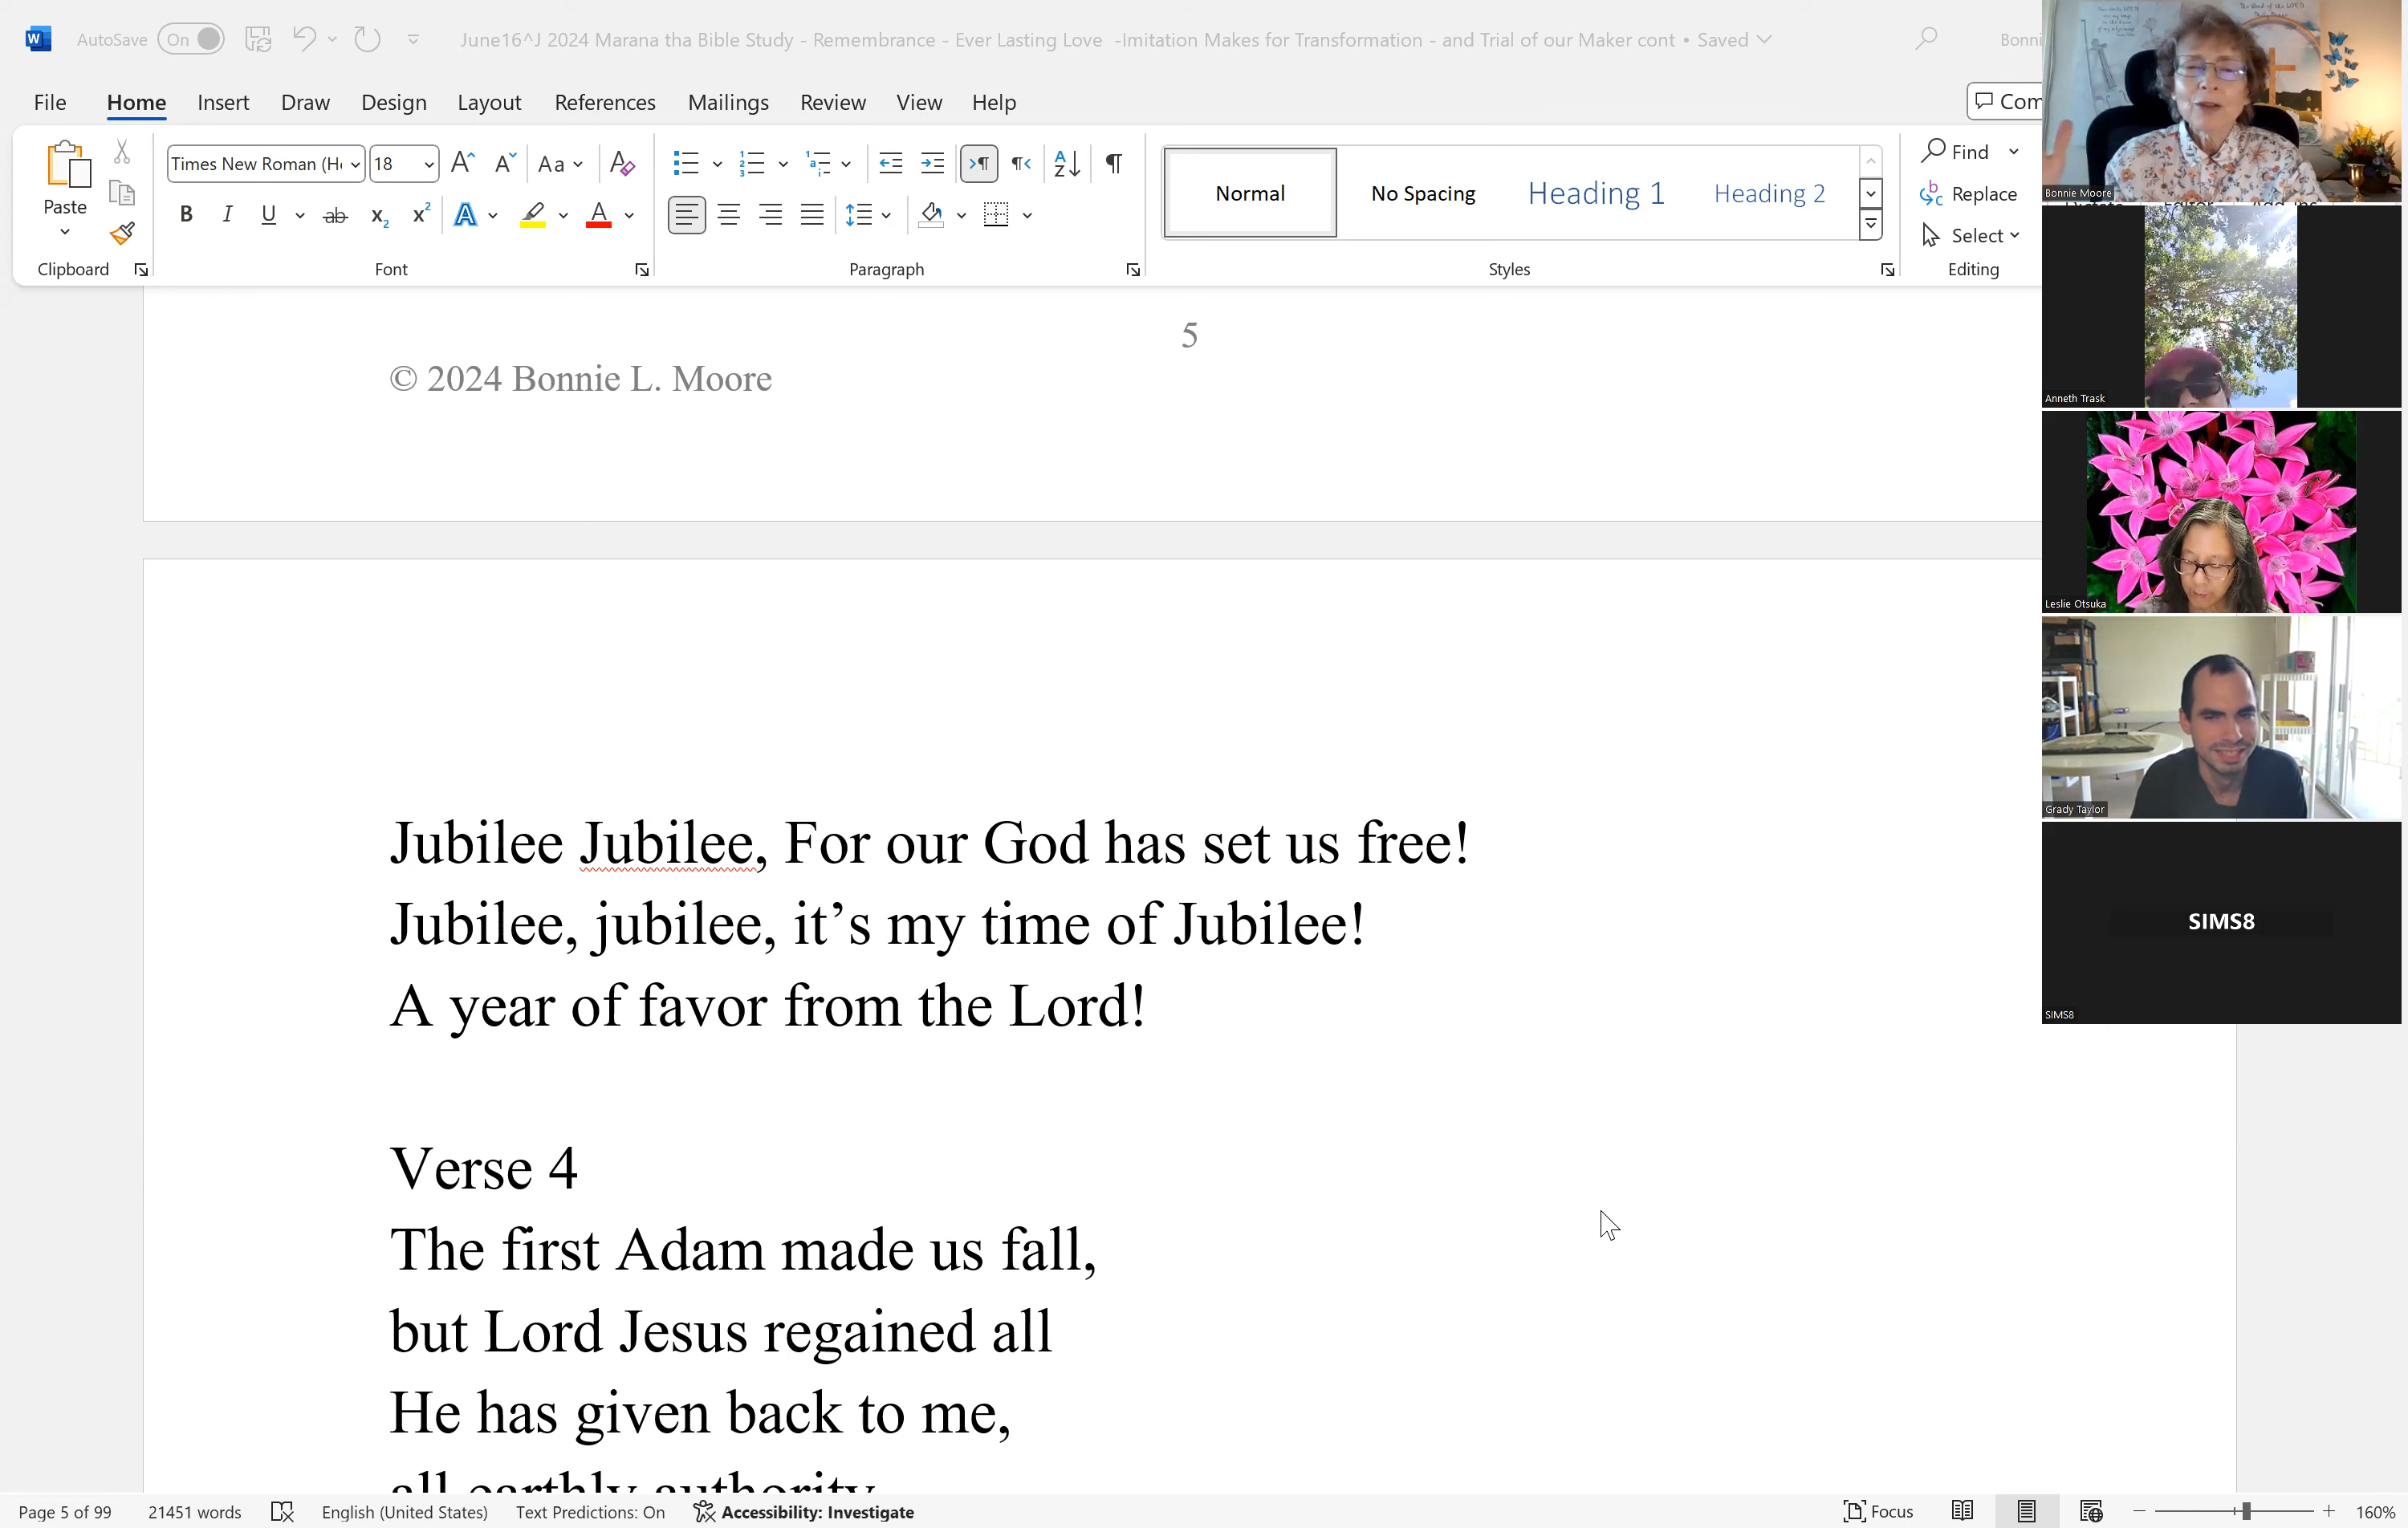 AutoSave On
June16^J 2024 Marana tha Bible Study - Remembrance - Ever Lasting Love -Imitation Makes for Transformation - and Trial of our Maker cont • Saved
Bonni
File Home Insert Draw Design Layout References Mailings Review View Help
Com
Paste
Clipboard
Times New Roman (H
18
Aa
Font
Paragraph
Normal
No Spacing
Heading 1
Heading 2
Styles
Find
Replace
Select
Editing
5
© 2024 Bonnie L. Moore
Jubilee Jubilee, For our God has set us free!
Jubilee, jubilee, it’s my time of Jubilee!
A year of favor from the Lord!
Verse 4
The first Adam made us fall,
but Lord Jesus regained all
He has given back to me,
all earthly authority
Bonnie Moore
Anneth Trask
Leslie Otsuka
Grady Taylor
SIMS8
SIMS8
Page 5 of 99 21451 words English (United States) Text Predictions: On Accessibility: Investigate
Focus
160%